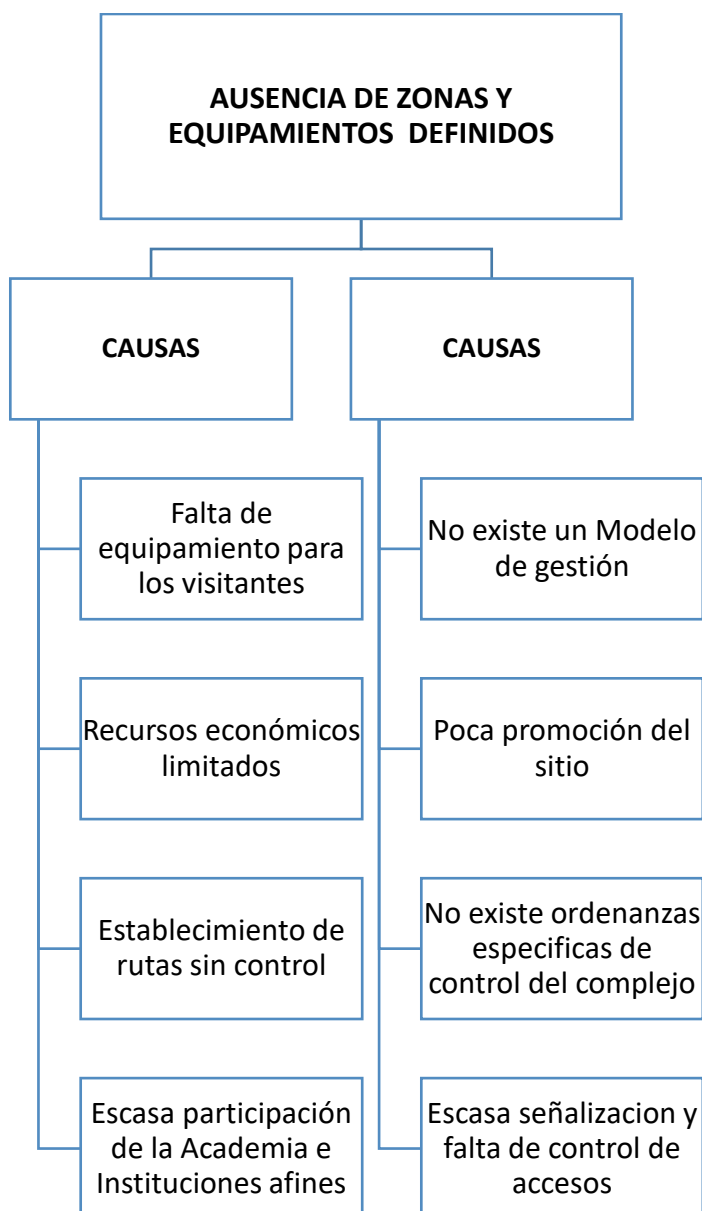 AUSENCIA DE ZONAS Y
EQUIPAMIENTOS DEFINIDOS
CAUSAS
Falta de
equipamiento para
los visitantes
Recursos económicos
limitados
Establecimiento de
rutas sin control
Escasa participación
de la Academia e
Instituciones afines
CAUSAS
No existe un Modelo
de gestión
Poca promoción del
sitio
No existe ordenanzas
especificas de
control del complejo
Escasa señalizacion y
falta de control de
accesos